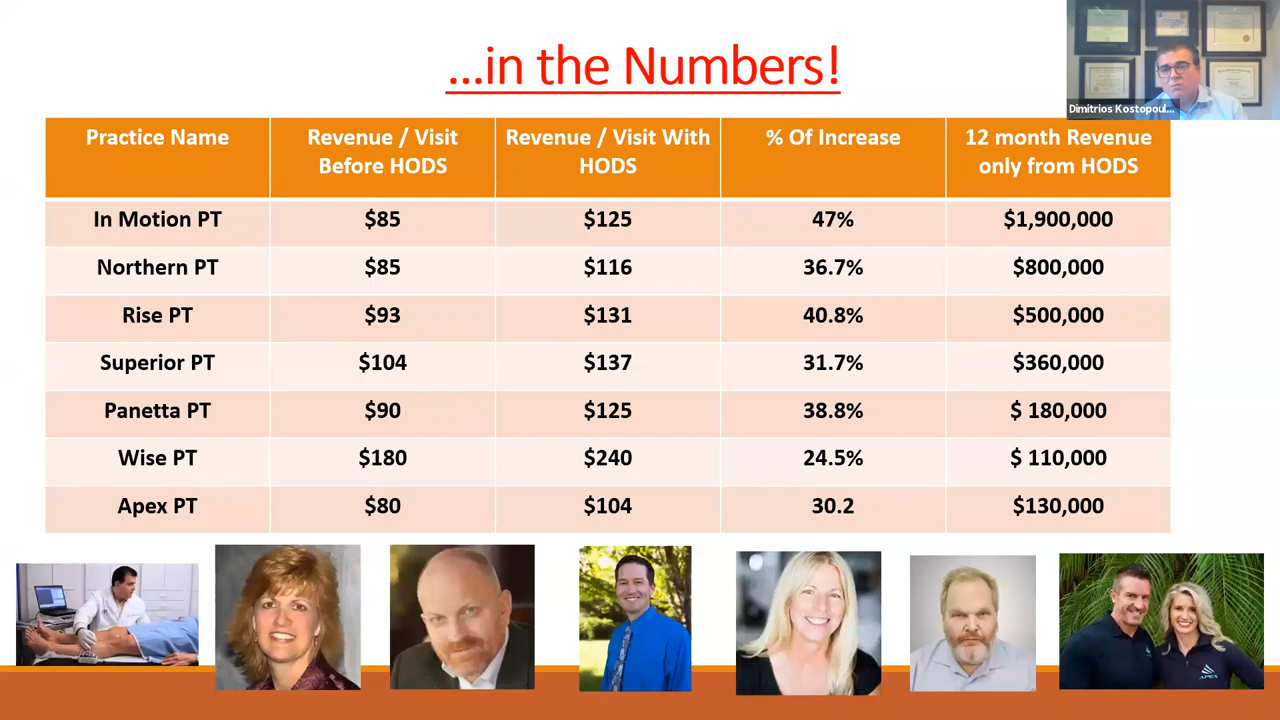 ...in the Numbers!
Dimitrios Kostopoul...
Practice Name
Revenue / Visit
Before HODS
Revenue / Visit With
HODS
% Of Increase
12 month Revenue
only from HODS
In Motion PT
$85
$125
47%
$1,900,000
Northern PT
$85
$116
36.7%
$800,000
Rise PT
$93
$131
40.8%
$500,000
Superior PT
$104
$137
31.7%
$360,000
Panetta PT
$90
$125
38.8%
$ 180,000
Wise PT
$180
$240
24.5%
$ 110,000
Apex PT
$80
$104
30.2
$130,000
APEX